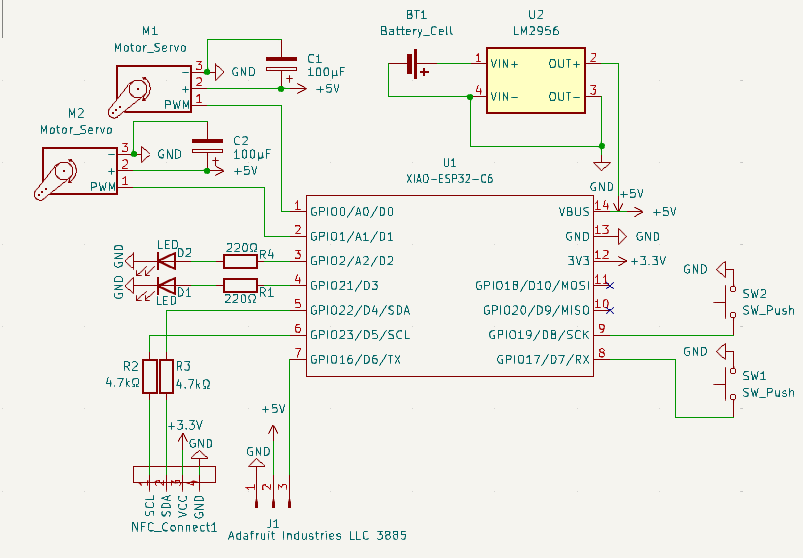 M1
Motor_Servo
- 3
+ 2
PWM 1
GND
C1
100µF
+
+5V
M2
Motor_Servo
- 3
+ 2
PWM 1
GND
C2
100µF
+
+5V
BT1
Battery_Cell
+
U2
LM2956
1 VIN+ OUT+ 2
4 VIN- OUT- 3
GND
+5V
U1
XIAO-ESP32-C6
1 GPIO0/A0/D0
2 GPIO1/A1/D1
3 GPIO2/A2/D2
4 GPIO21/D3
5 GPIO22/D4/SDA
6 GPIO23/D5/SCL
7 GPIO16/D6/TX
VBUS 14 +5V
GND 13 GND
3V3 12 +3.3V
GPIO18/D10/MOSI 11
GPIO20/D9/MISO 10
GPIO19/D8/SCK 9
GPIO17/D7/RX 8
GND
LED
D2
220Ω
R4
GND
D1
LED
R1
220Ω
R2
4.7kΩ
R3
4.7kΩ
GND
SW2
SW_Push
GND
SW1
SW_Push
+3.3V
GND
1 2 3 4
SCL
SDA
VCC
GND
NFC_Connect1
+5V
GND
1 2 3
J1
Adafruit Industries LLC 3885